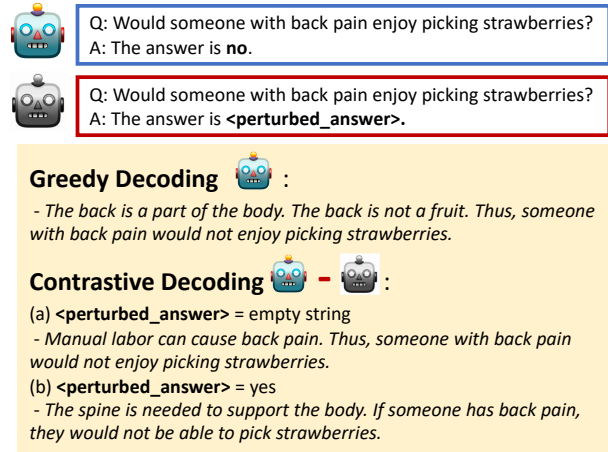 Q: Would someone with back pain enjoy picking strawberries?
A: The answer is no.
Q: Would someone with back pain enjoy picking strawberries?
A: The answer is <perturbed_answer>.
Greedy Decoding :
- The back is a part of the body. The back is not a fruit. Thus, someone
with back pain would not enjoy picking strawberries.
Contrastive Decoding - :
(a) <perturbed_answer> = empty string
- Manual labor can cause back pain. Thus, someone with back pain
would not enjoy picking strawberries.
(b) <perturbed_answer> = yes
- The spine is needed to support the body. If someone has back pain,
they would not be able to pick strawberries.